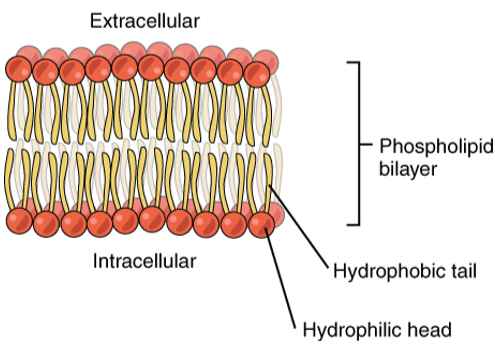 Extracellular
Phospholipid
bilayer
Intracellular
Hydrophobic tail
Hydrophilic head